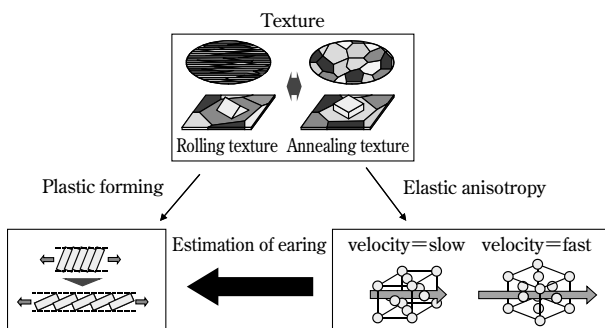 Texture
Rolling texture Annealing texture
Plastic forming
Elastic anisotropy
Estimation of earing
velocity=slow velocity=fast